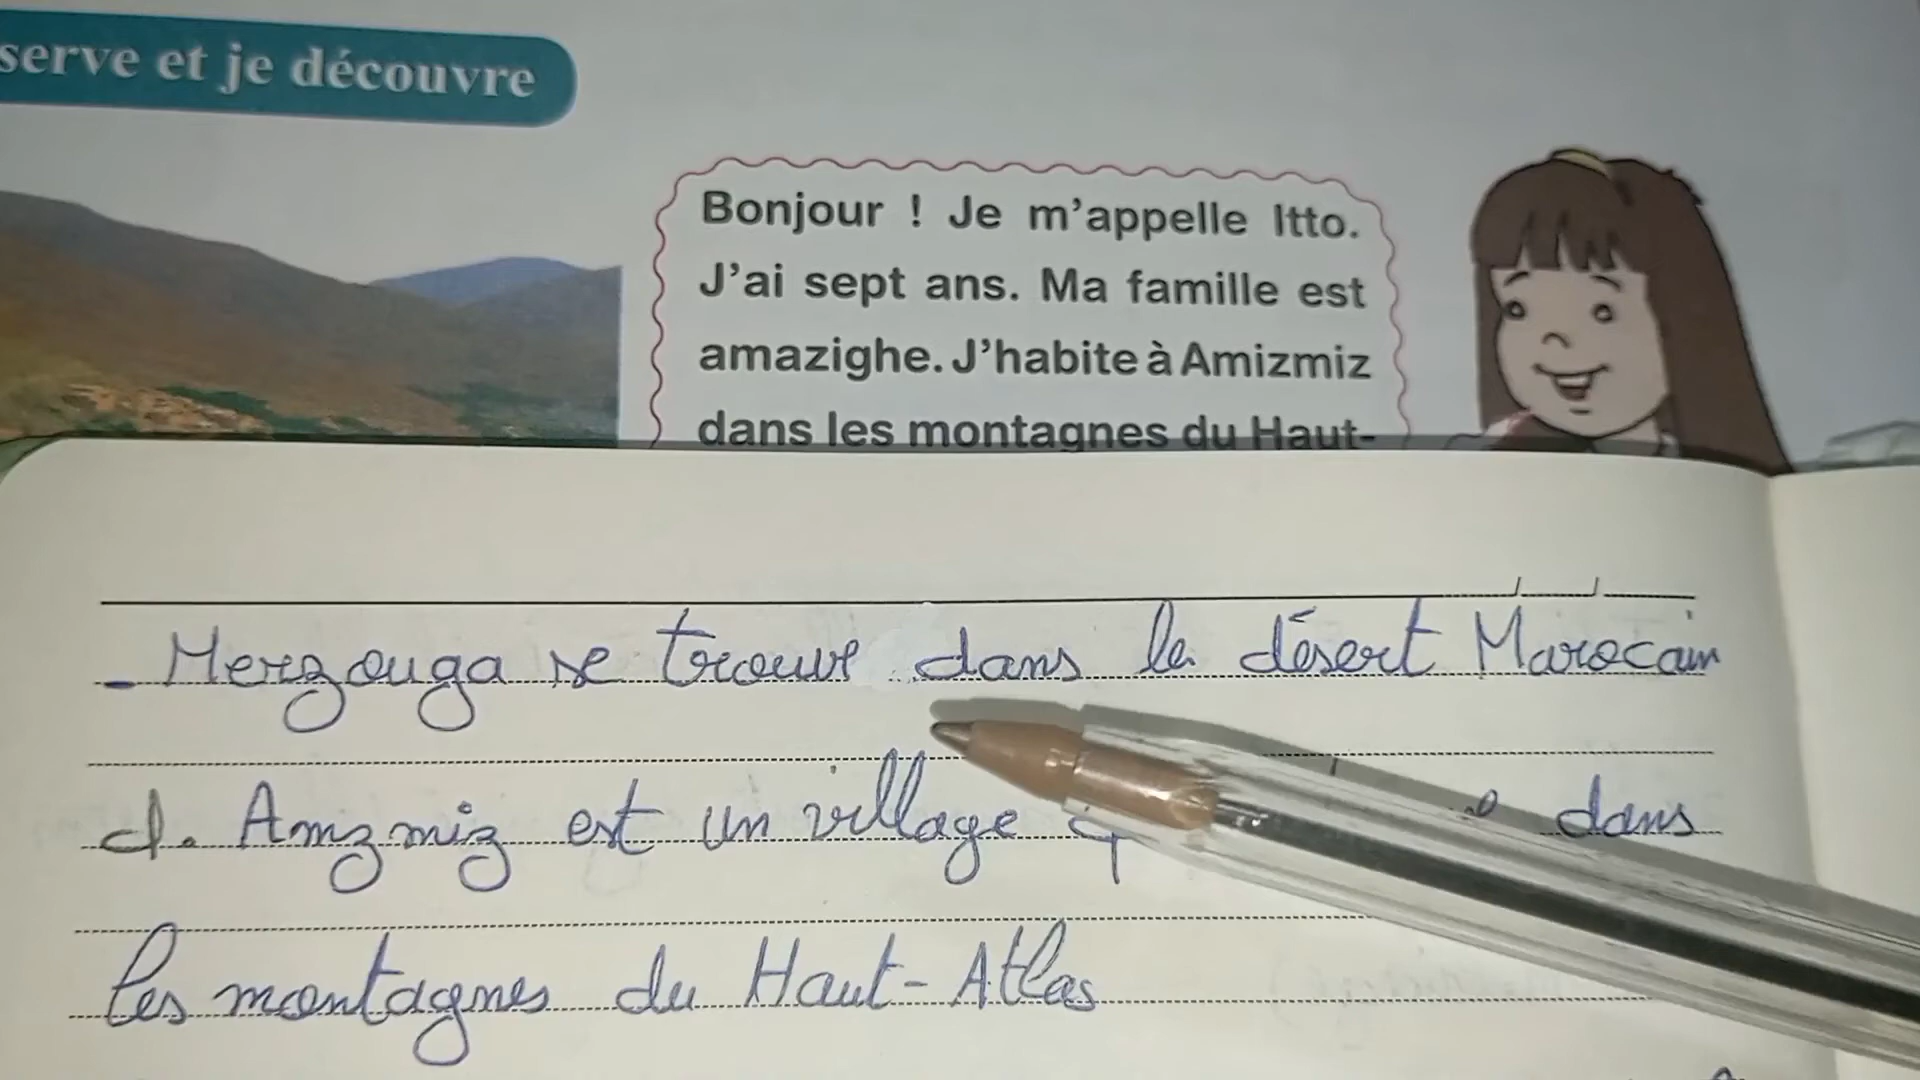 serve et je découvre
Bonjour ! Je m'appelle Itto.
J'ai sept ans. Ma famille est
amazighe. J'habite à Amizmiz
dans les montagnes du Haut-
- Merzouga se trouve dans le désert Marocain
d. Amzmiz est un village dans
les montagnes du Haut-Atlas